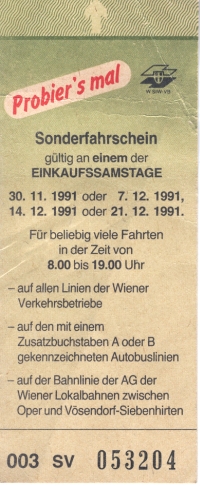 Probier's mal
W·StW-VB
Sonderfahrschein
gültig an einem der
EINKAUFSSAMSTAGE
30. 11. 1991 oder 7. 12. 1991,
14. 12. 1991 oder 21. 12. 1991.
Für beliebig viele Fahrten
in der Zeit von
8.00 bis 19.00 Uhr
– auf allen Linien der Wiener
Verkehrsbetriebe
– auf den mit einem
Zusatzbuchstaben A oder B
gekennzeichneten Autobuslinien
– auf der Bahnlinie der AG der
Wiener Lokalbahnen zwischen
Oper und Vösendorf-Siebenhirten
003 SV 053204